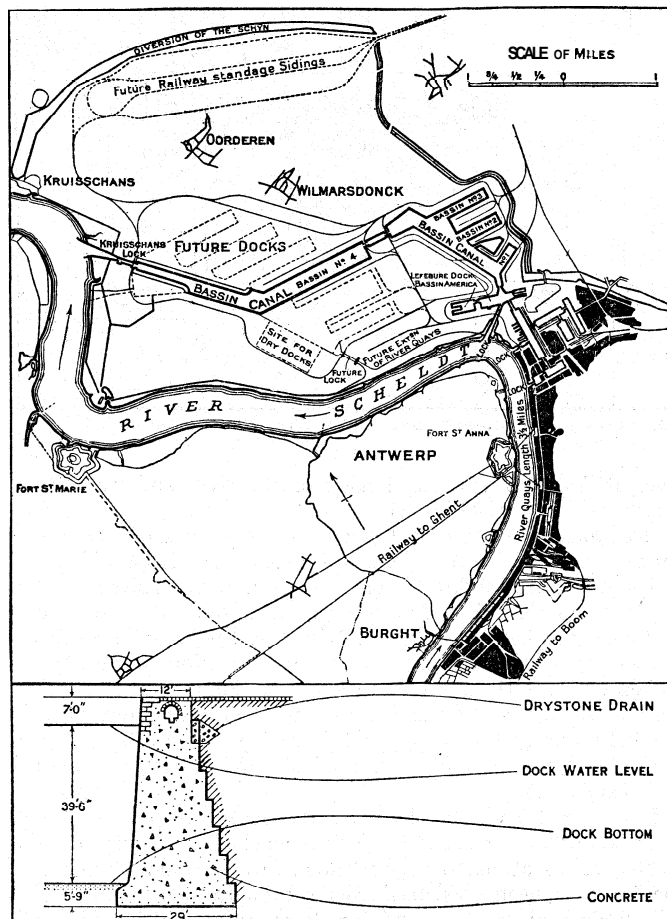 DIVERSION OF THE SCHYN
Future Railway standage Sidings
SCALE OF MILES
1 3/4 1/2 1/4 0 1
OORDEREN
KRUISSCHANS
WILMARSDONCK
KRUISSCHANS
LOCK
FUTURE DOCKS
BASSIN CANAL
BASSIN No 4
BASSIN CANAL
BASSIN No 3
BASSIN No 2
No 1
LEFEBURE DOCK
BASSIN AMERICA
SITE FOR
DRY DOCKS
FUTURE
LOCK
FUTURE EXTEN
OF RIVER QUAYS
LOCK
LOCK
LOCK
RIVER SCHELDT
FORT ST ANNA
ANTWERP
River Quays Length 3½ Miles
FORT ST MARIE
Railway to Ghent
BURGHT
Railway to Boom
12'
7'-0"
39'-6"
5'-9"
29'
DRYSTONE DRAIN
DOCK WATER LEVEL
DOCK BOTTOM
CONCRETE